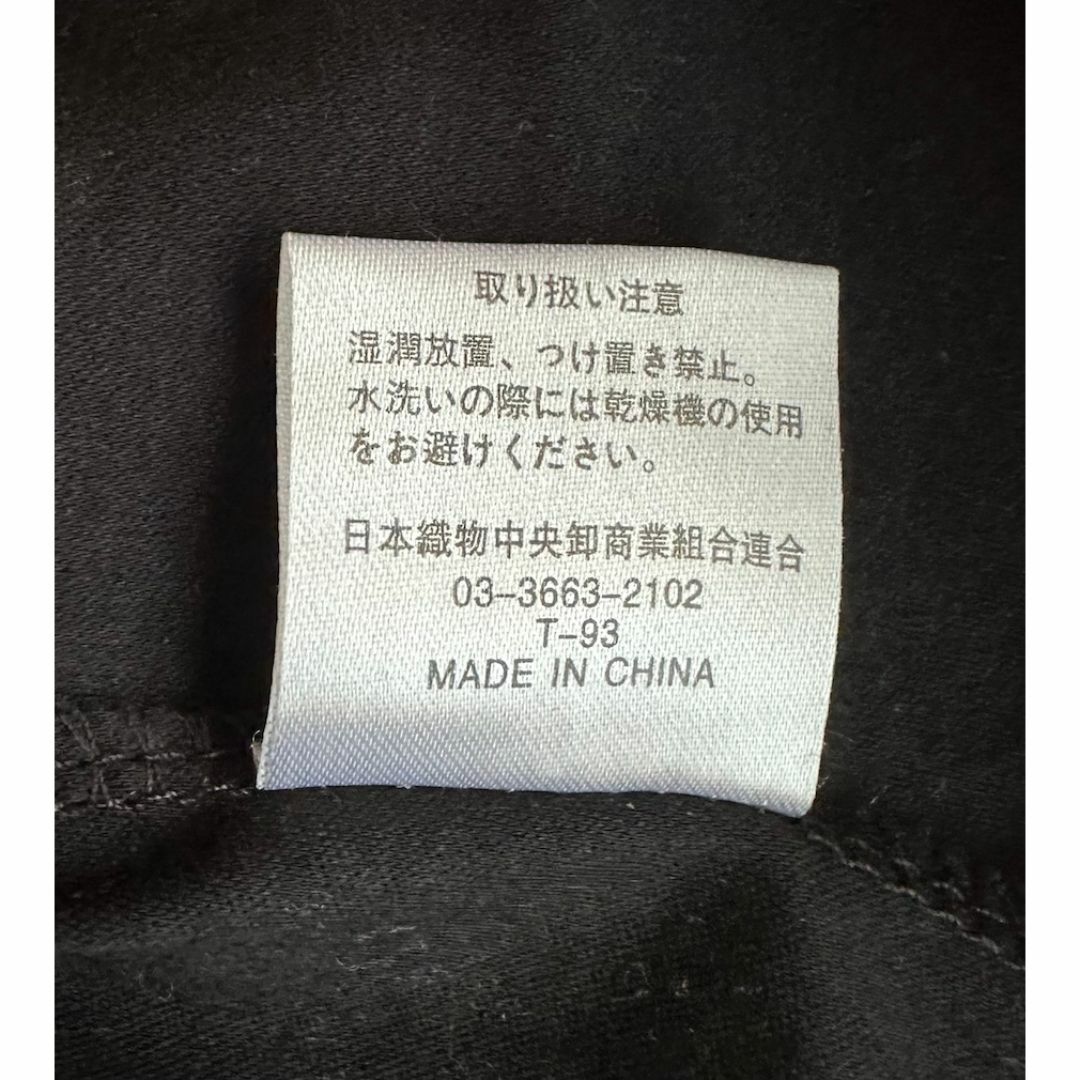 取り扱い注意
湿潤放置、つけ置き禁止。
水洗いの際には乾燥機の使用
をお避けください。
日本織物中央卸商業組合連合
03-3663-2102
T-93
MADE IN CHINA